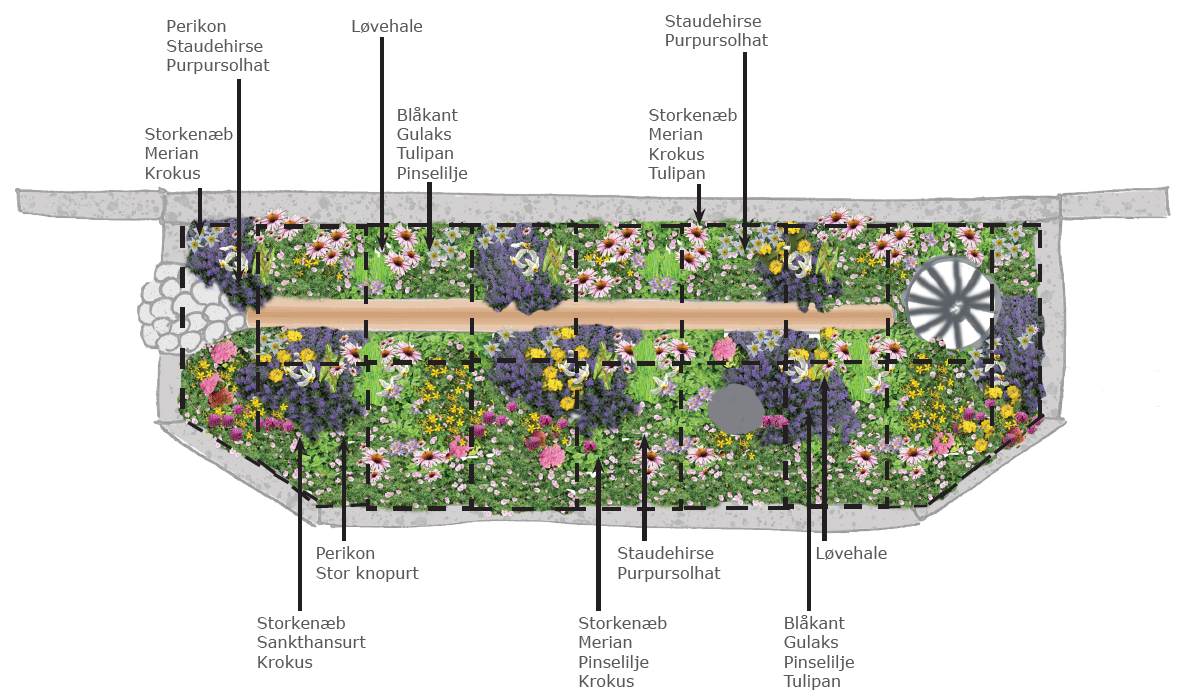 Perikon
Staudehirse
Purpursolhat
Løvehale
Staudehirse
Purpursolhat
Storkenæb
Merian
Krokus
Blåkant
Gulaks
Tulipan
Pinselilje
Storkenæb
Merian
Krokus
Tulipan
Perikon
Stor knopurt
Staudehirse
Purpursolhat
Løvehale
Storkenæb
Sankthansurt
Krokus
Storkenæb
Merian
Pinselilje
Krokus
Blåkant
Gulaks
Pinselilje
Tulipan